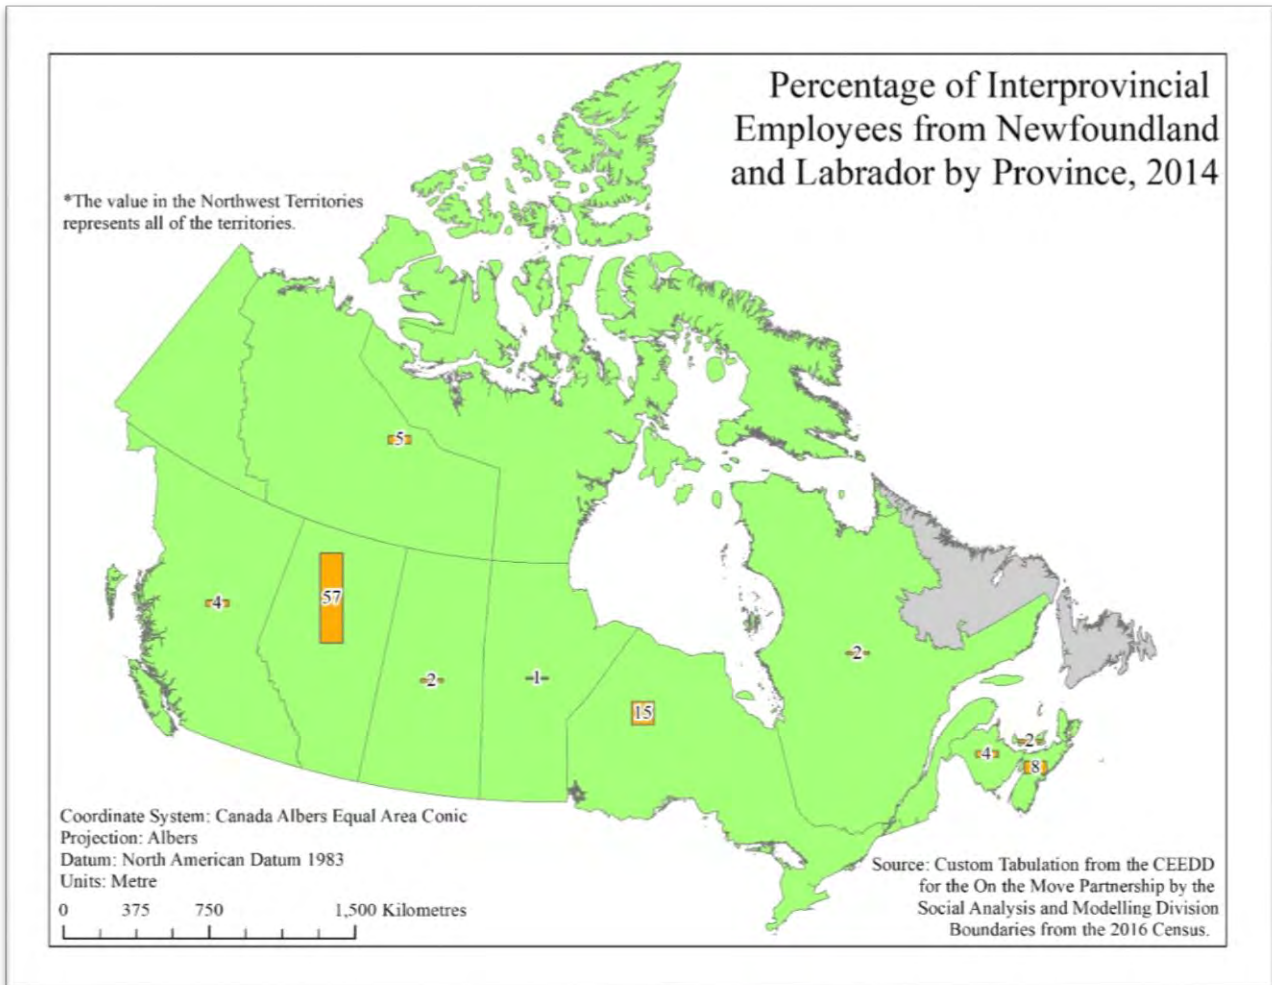 Percentage of Interprovincial
Employees from Newfoundland
and Labrador by Province, 2014
*The value in the Northwest Territories
represents all of the territories.
5
4
57
2
1
15
2
4
2
8
Coordinate System: Canada Albers Equal Area Conic
Projection: Albers
Datum: North American Datum 1983
Units: Metre
0 375 750 1,500 Kilometres
Source: Custom Tabulation from the CEEDD
for the On the Move Partnership by the
Social Analysis and Modelling Division
Boundaries from the 2016 Census.